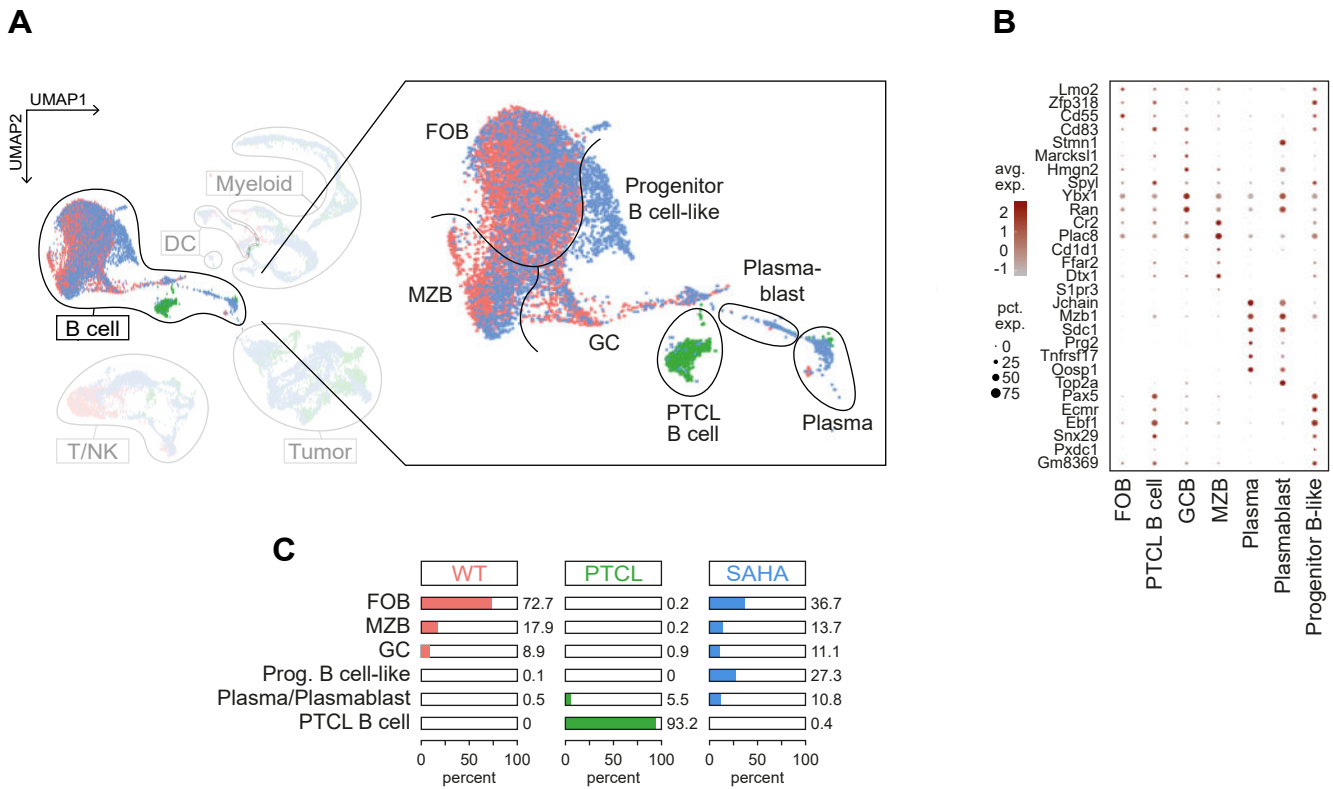 A
UMAP1
UMAP2
Myeloid
DC
B cell
T/NK
Tumor
FOB
Progenitor
B cell-like
MZB
GC
Plasma-
blast
PTCL
B cell
Plasma
B
avg.
exp.
2
1
0
-1
pct.
exp.
0
25
50
75
Lmo2
Zfp318
Cd55
Cd83
Stmn1
Marcksl1
Hmgn2
Spyl
Ybx1
Ran
Cr2
Plac8
Cd1d1
Ffar2
Dtx1
S1pr3
Jchain
Mzb1
Sdc1
Prg2
Tnfrsf17
Oosp1
Top2a
Pax5
Ecmr
Ebf1
Snx29
Pxdc1
Gm8369
FOB
PTCL B cell
GCB
MZB
Plasma
Plasmablast
Progenitor B-like
C
WT PTCL SAHA
FOB 72.7 0.2 36.7
MZB 17.9 0.2 13.7
GC 8.9 0.9 11.1
Prog. B cell-like 0.1 0 27.3
Plasma/Plasmablast 0.5 5.5 10.8
PTCL B cell 0 93.2 0.4
0 50 100 0 50 100 0 50 100
percent percent percent